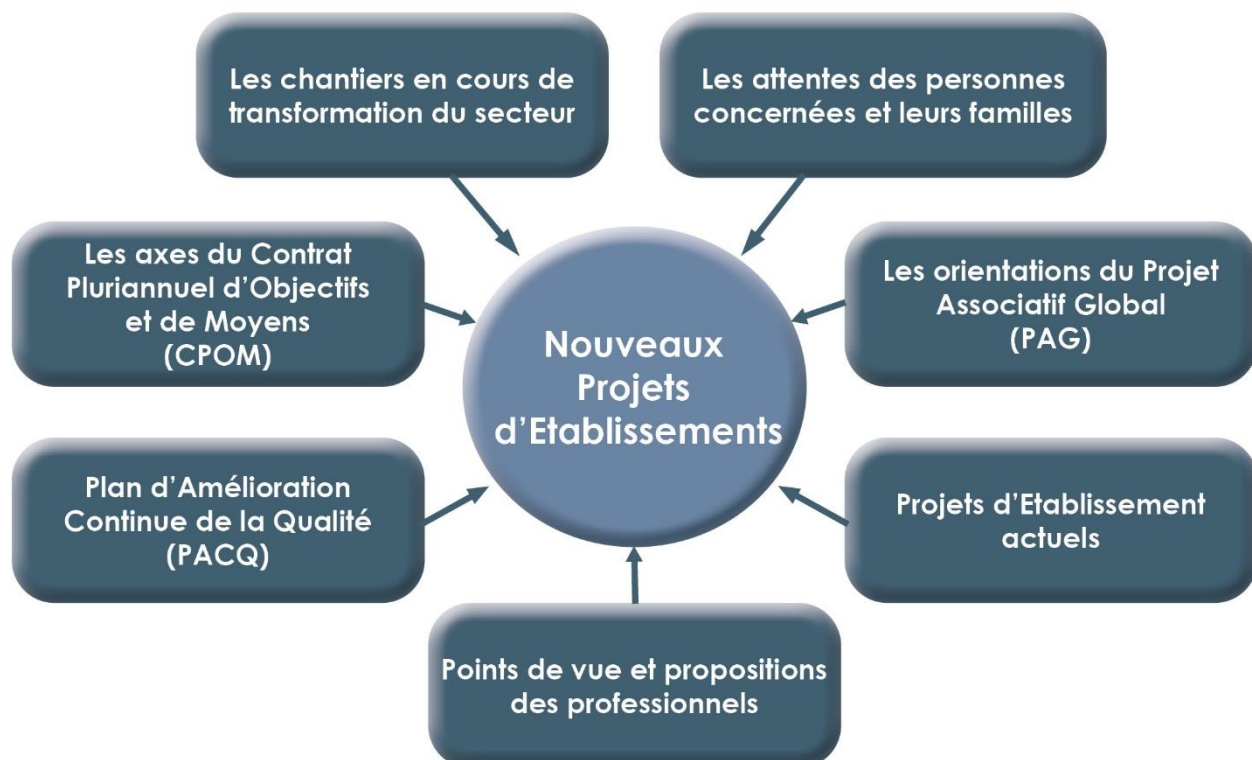 Les chantiers en cours de
transformation du secteur
Les attentes des personnes
concernées et leurs familles
Les axes du Contrat
Pluriannuel d’Objectifs
et de Moyens
(CPOM)
Nouveaux
Projets
d’Etablissements
Les orientations du Projet
Associatif Global
(PAG)
Plan d’Amélioration
Continue de la Qualité
(PACQ)
Projets d’Etablissement
actuels
Points de vue et propositions
des professionnels